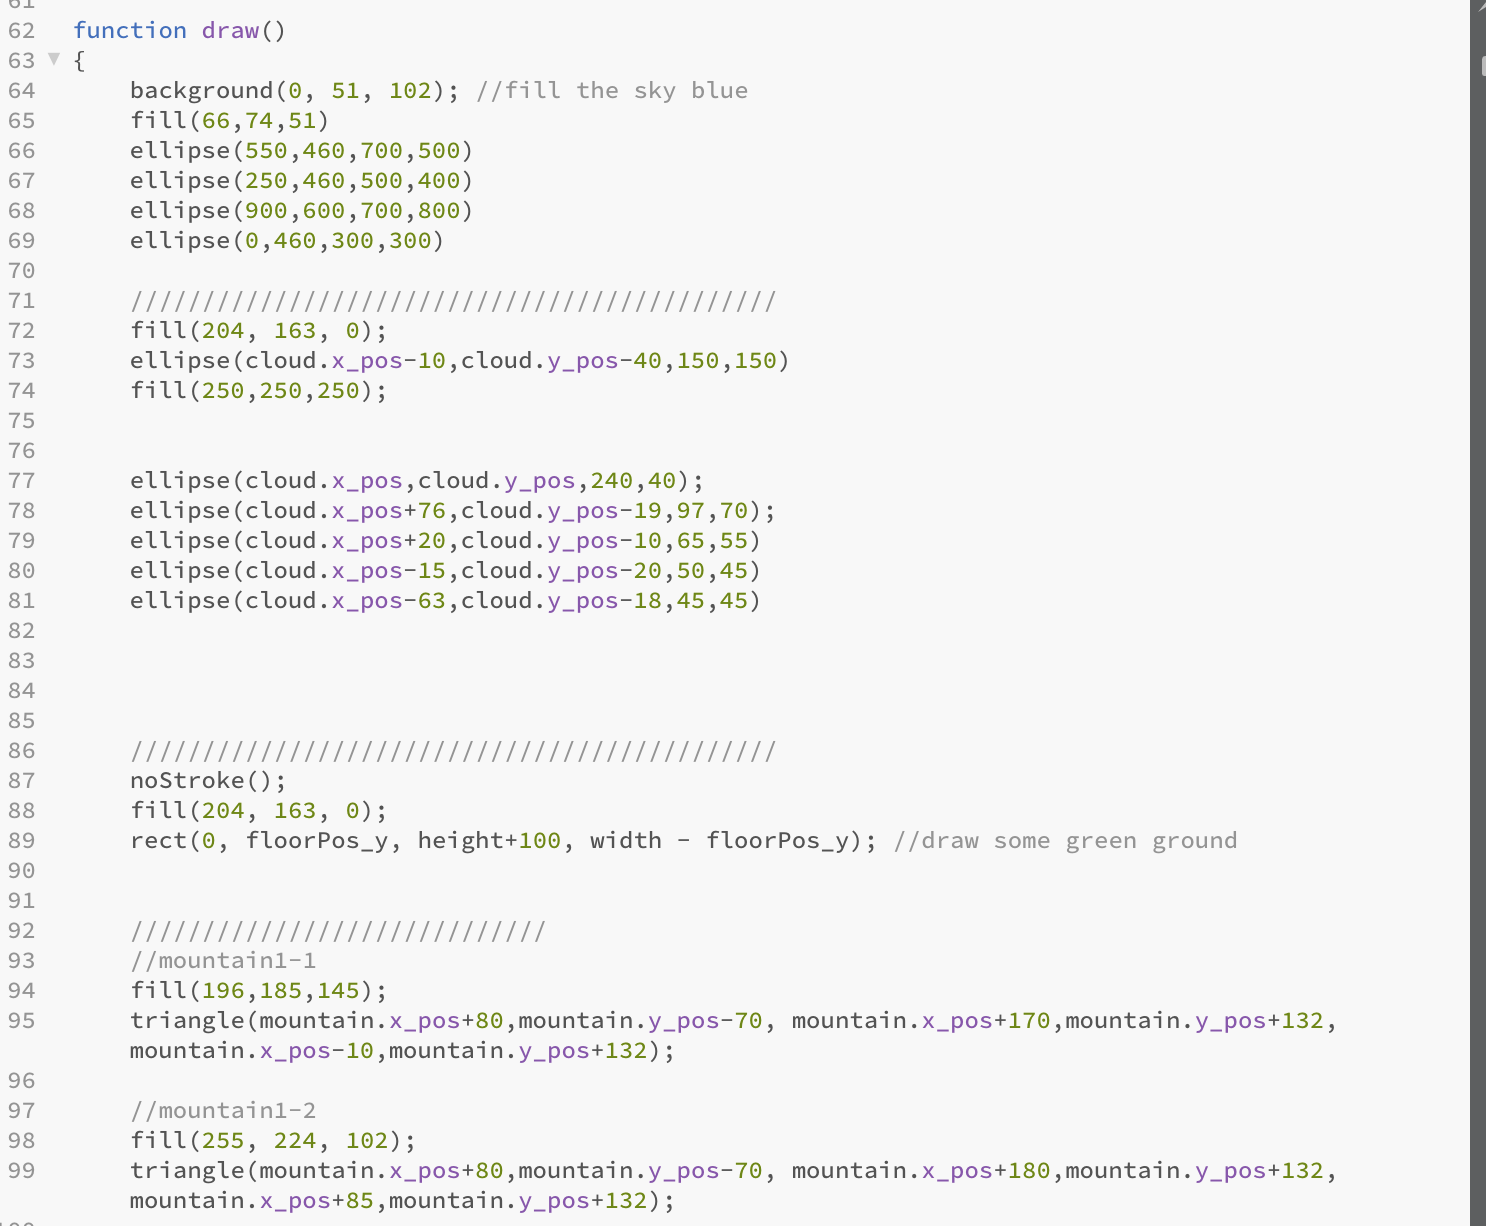 61
62 function draw()
63 {
64 background(0, 51, 102); //fill the sky blue
65 fill(66,74,51)
66 ellipse(550,460,700,500)
67 ellipse(250,460,500,400)
68 ellipse(900,600,700,800)
69 ellipse(0,460,300,300)
70
71 /////////////////////////////////////////////
72 fill(204, 163, 0);
73 ellipse(cloud.x_pos-10,cloud.y_pos-40,150,150)
74 fill(250,250,250);
75
76
77 ellipse(cloud.x_pos,cloud.y_pos,240,40);
78 ellipse(cloud.x_pos+76,cloud.y_pos-19,97,70);
79 ellipse(cloud.x_pos+20,cloud.y_pos-10,65,55)
80 ellipse(cloud.x_pos-15,cloud.y_pos-20,50,45)
81 ellipse(cloud.x_pos-63,cloud.y_pos-18,45,45)
82
83
84
85
86 /////////////////////////////////////////////
87 noStroke();
88 fill(204, 163, 0);
89 rect(0, floorPos_y, height+100, width - floorPos_y); //draw some green ground
90
91
92 /////////////////////////////
93 //mountain1-1
94 fill(196,185,145);
95 triangle(mountain.x_pos+80,mountain.y_pos-70, mountain.x_pos+170,mountain.y_pos+132,
mountain.x_pos-10,mountain.y_pos+132);
96
97 //mountain1-2
98 fill(255, 224, 102);
99 triangle(mountain.x_pos+80,mountain.y_pos-70, mountain.x_pos+180,mountain.y_pos+132,
mountain.x_pos+85,mountain.y_pos+132);